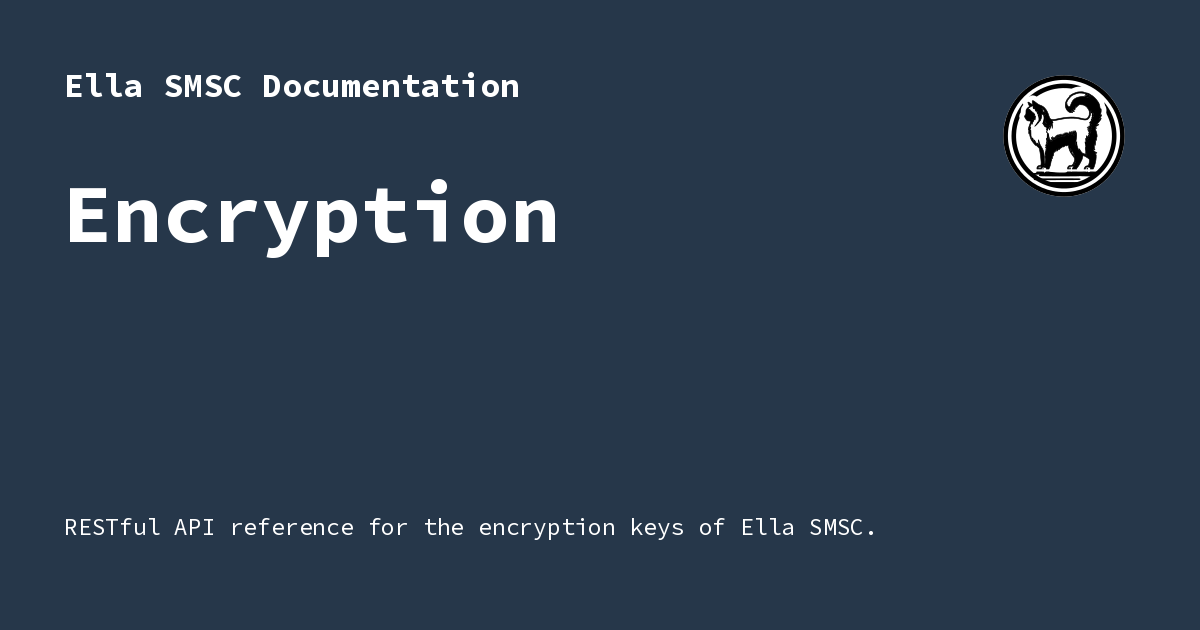 Ella SMSC Documentation
Encryption
RESTful API reference for the encryption keys of Ella SMSC.